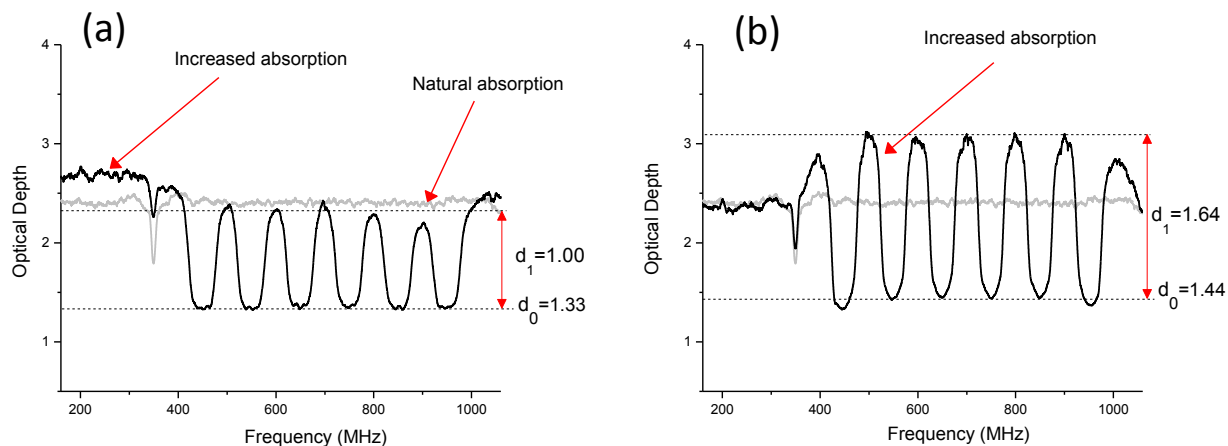 (a)
Increased absorption
Natural absorption
4
3
2
1
Optical Depth
d1=1.00
d0=1.33
200 400 600 800 1000
Frequency (MHz)
(b)
Increased absorption
4
3
2
1
Optical Depth
d1=1.64
d0=1.44
200 400 600 800 1000
Frequency (MHz)